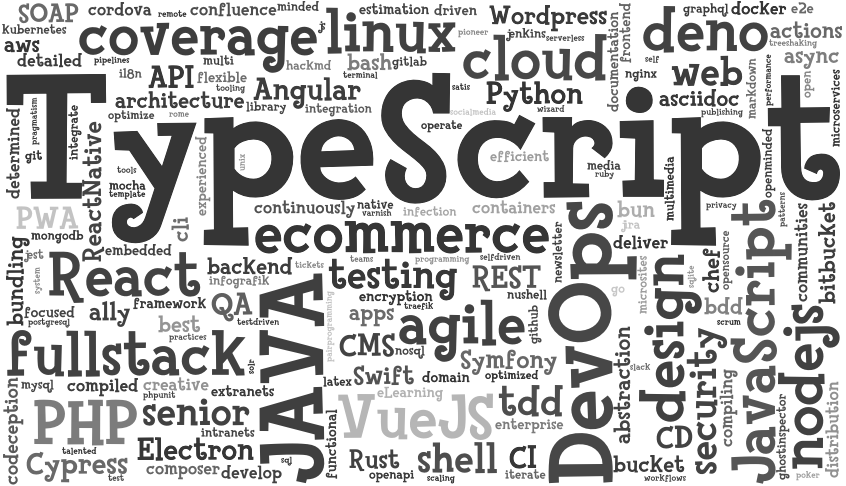 SOAP
cordova
remote
confluence
minded
js
estimation
driven
pioneer
Wordpress
jenkins
serverless
documentation
frontend
graphql
docker
e2e
deno
actions
treeshaking
kubernetes
aws
coverage
linux
cloud
self
async
detailed
pipelines
multi
hackmd
bash
gitlab
terminal
nginx
web
markdown
performance
open
i18n
API
flexible
tooling
Angular
satis
Python
asciidoc
microservices
architecture
library
integration
wizard
publishing
optimize
rome
socialmedia
operate
TypeScript
determined
pragmatism
git
integrate
ReactNative
tools
mocha
template
experienced
unix
efficient
media
ruby
multimedia
openminded
privacy
patterns
PWA
mongodb
cli
continuously
native
varnish
infection
containers
bun
jra
deliver
embedded
ecommerce
newsletter
DevOps
JavaScript
communities
bitbucket
bundling
jest
system
React
backend
infografik
tickets
teams
programming
selfdriven
testing
REST
go
microsites
sqlite
chef
opensource
focused
postgresql
ally
framework
QA
testdriven
JAVA
pairprogramming
encryption
traefik
nushell
github
design
bdd
scrum
nodejs
best
practices
apps
agile
fullstack
solr
CMS
nosql
Symfony
abstraction
slack
security
mysql
compiled
creative
phpunit
extranets
latex
Swift
domain
optimized
compiling
codeception
PHP
senior
intranets
functional
eLearning
VueJS
tdd
enterprise
CD
ghostinspector
distribution
talented
Electron
Cypress
test
composer
develop
sql
Rust
openapi
shell
scaling
CI
iterate
bucket
workflows
poker